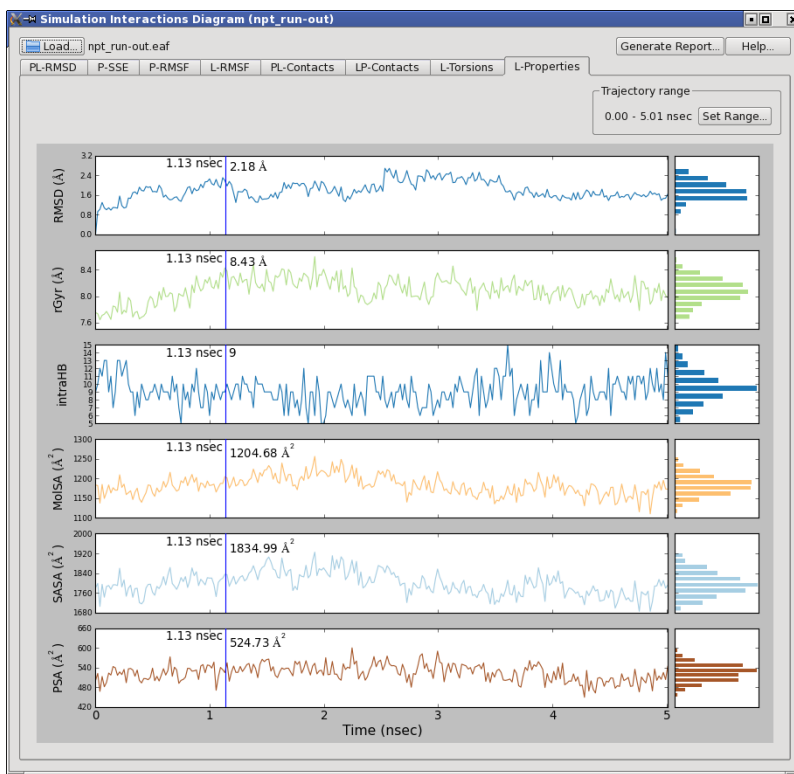 Simulation Interactions Diagram (npt_run-out)
Load... npt_run-out.eaf Generate Report... Help...
PL-RMSD P-SSE P-RMSF L-RMSF PL-Contacts LP-Contacts L-Torsions L-Properties
Trajectory range
0.00 - 5.01 nsec Set Range...
RMSD (Å)
3.2
2.4
1.6
0.8
0.0
1.13 nsec 2.18 Å
rGyr (Å)
8.4
8.0
7.6
1.13 nsec 8.43 Å
intraHB
15
14
13
12
11
10
9
8
7
6
5
1.13 nsec 9
MolSA (Å²)
1300
1250
1200
1150
1100
1.13 nsec 1204.68 Å²
SASA (Å²)
2000
1920
1840
1760
1680
1.13 nsec 1834.99 Å²
PSA (Å²)
660
600
540
480
420
1.13 nsec 524.73 Å²
0 1 2 3 4 5
Time (nsec)